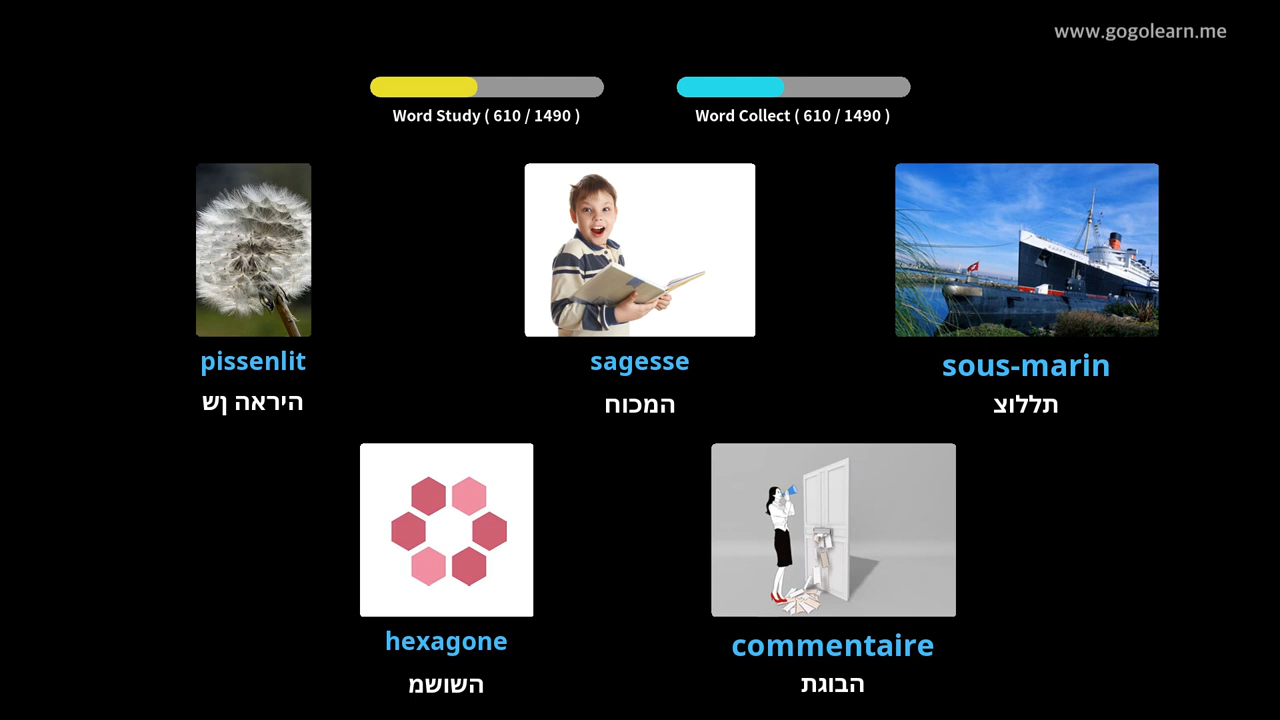 www.gogolearn.me
Word Study ( 610 / 1490 )
Word Collect ( 610 / 1490 )
pissenlit
היראה ןש
sagesse
המכוח
sous-marin
תללוצ
hexagone
השושמ
commentaire
הבוגת